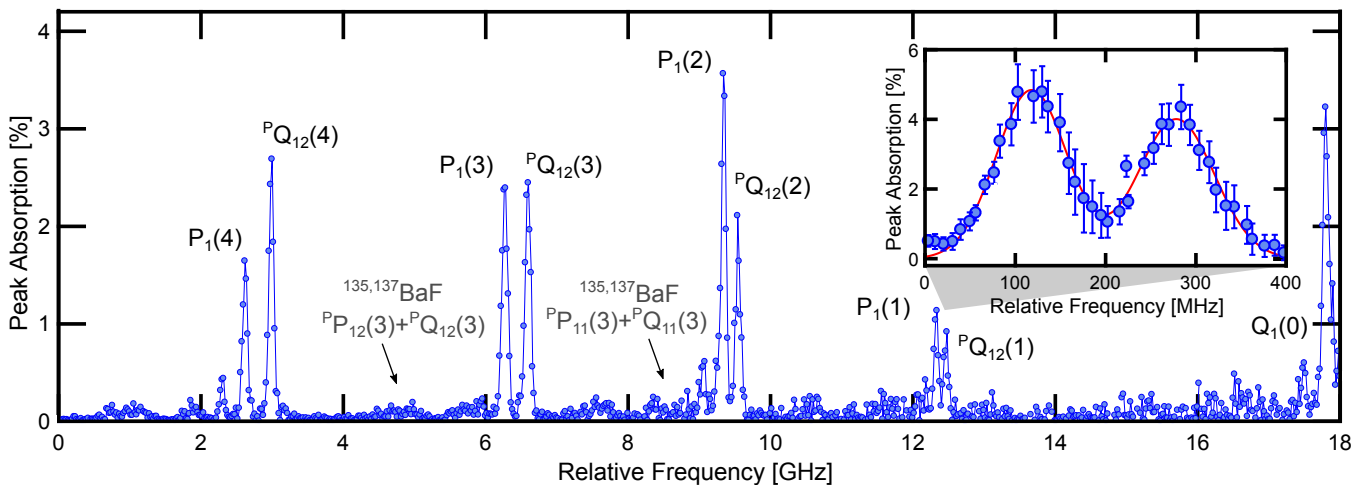 4
3
2
1
0
Peak Absorption [%]
P₁(4)
ᴾQ₁₂(4)
¹³⁵,¹³⁷BaF
ᴾP₁₂(3)+ᴾQ₁₂(3)
P₁(3)
ᴾQ₁₂(3)
¹³⁵,¹³⁷BaF
ᴾP₁₁(3)+ᴾQ₁₁(3)
P₁(2)
ᴾQ₁₂(2)
P₁(1)
ᴾQ₁₂(1)
Q₁(0)
6
4
2
0
Peak Absorption [%]
0 100 200 300 400
Relative Frequency [MHz]
0 2 4 6 8 10 12 14 16 18
Relative Frequency [GHz]